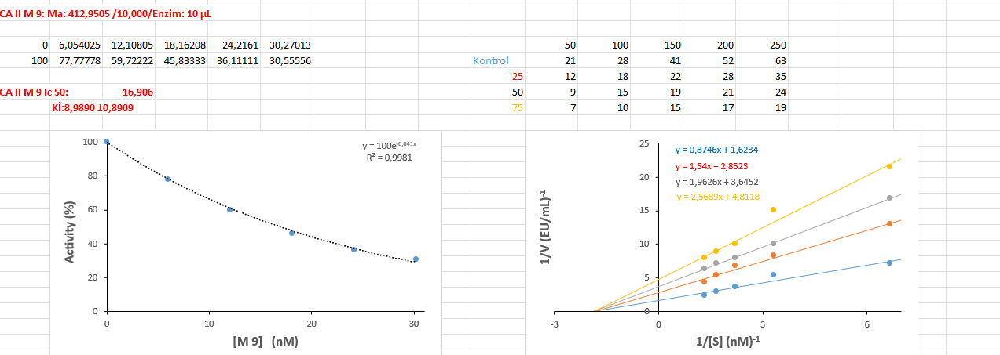 CA II M 9: Ma: 412,9505 /10,000/Enzim: 10 µL
0 6,054025 12,10805 18,16208 24,2161 30,27013
100 77,77778 59,72222 45,83333 36,11111 30,55556
CA II M 9 Ic 50: 16,906
Kİ:8,9890 ±0,8909
50 100 150 200 250
Kontrol 21 28 41 52 63
25 12 18 22 28 35
50 9 15 19 21 24
75 7 10 15 17 19
y = 100e-0,041x
R² = 0,9981
Activity (%)
100
80
60
40
20
0
0 10 20 30
[M 9] (nM)
y = 0,8746x + 1,6234
y = 1,54x + 2,8523
y = 1,9626x + 3,6452
y = 2,5689x + 4,8118
1/V (EU/mL)-1
25
20
15
10
5
0
-3 0 3 6
1/[S] (nM)-1